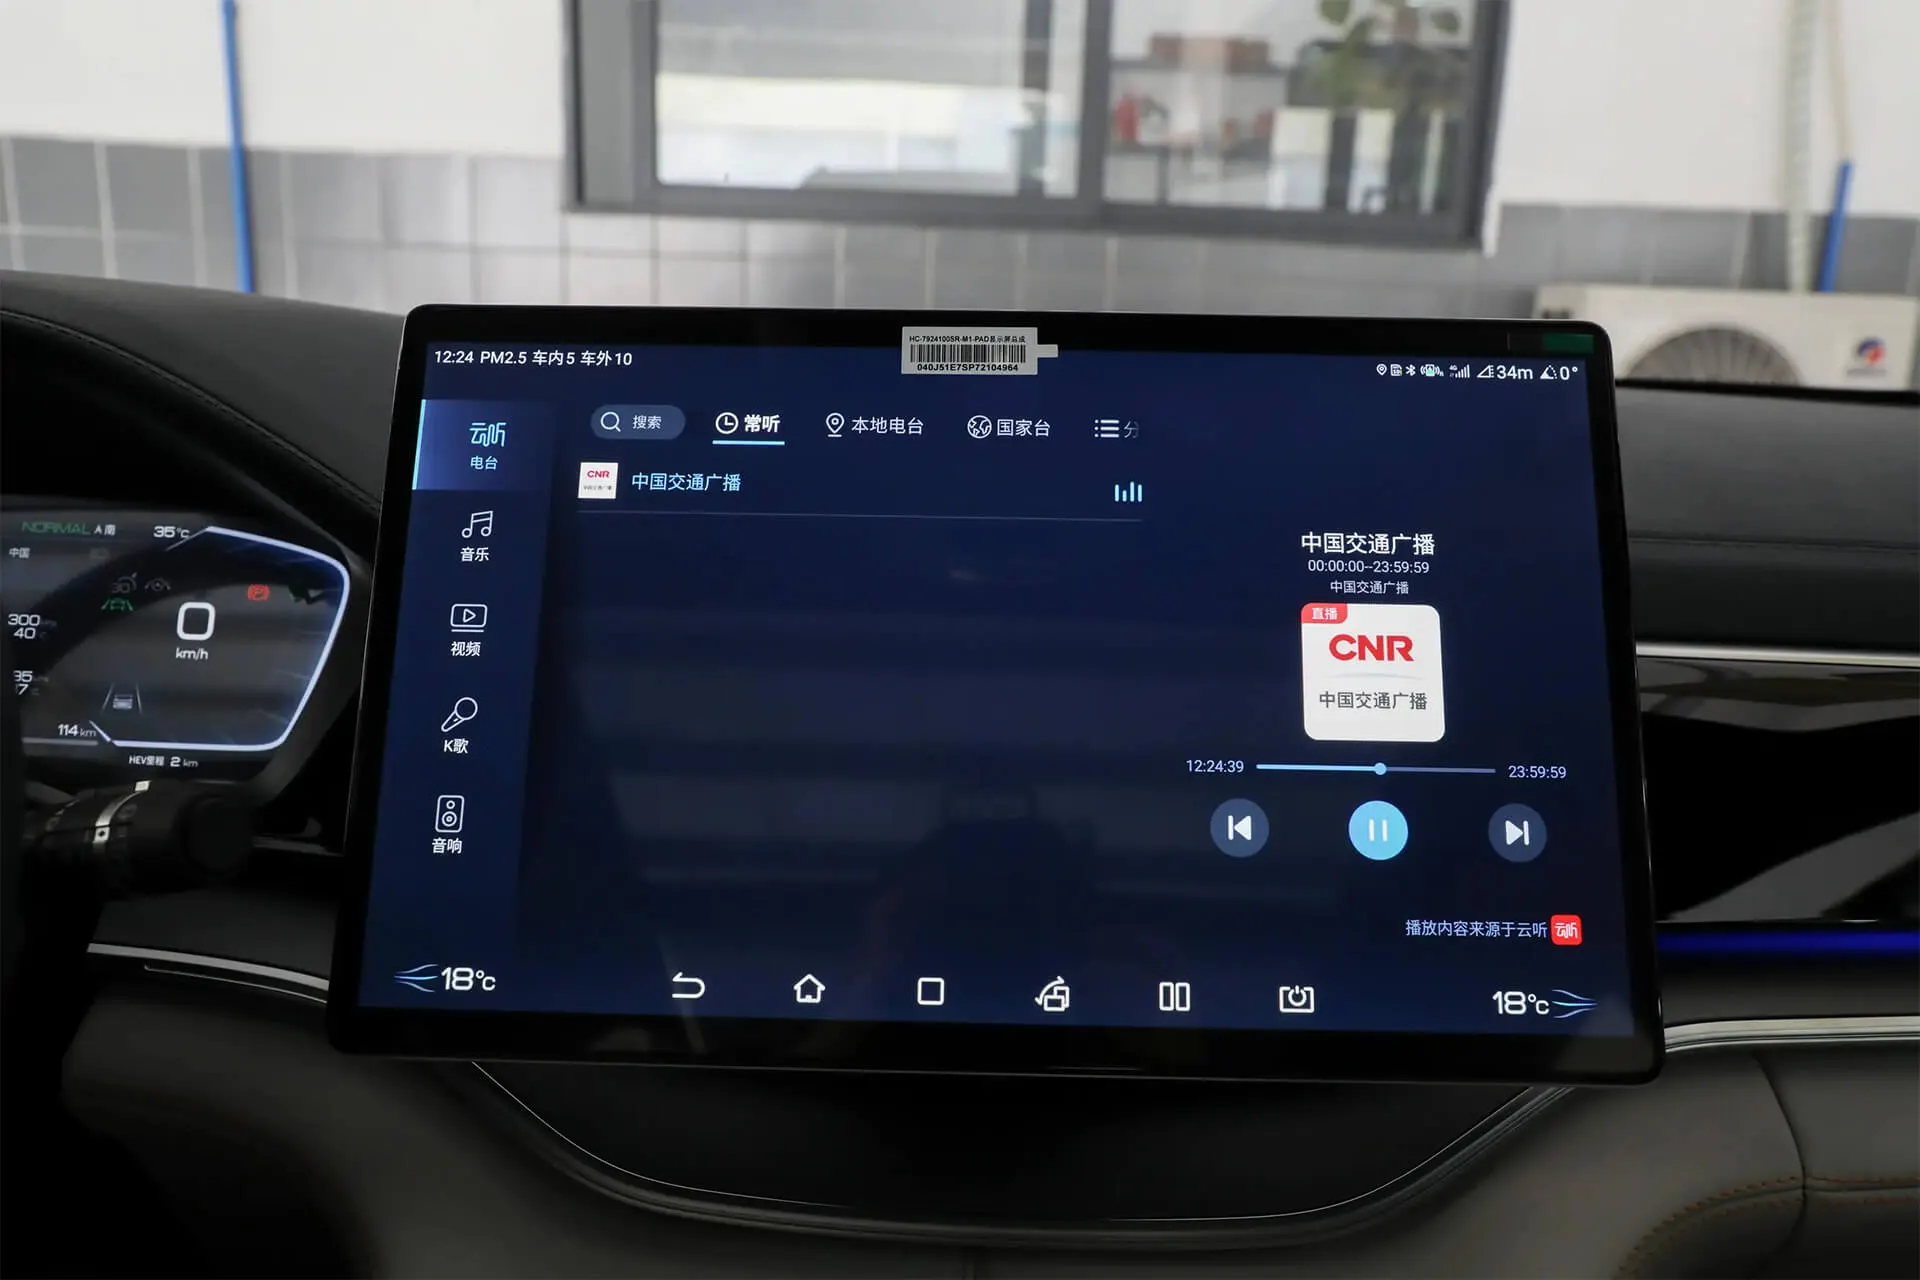 HC-7924100SR-M1-PAD显示屏总成
040J51E7SP72104964
12:24 PM2.5 车内5 车外10
4G
34m
0°
云听
电台
搜索
常听
本地电台
国家台
分
CNR
中国交通广播
音乐
视频
K歌
音响
中国交通广播
00:00:00--23:59:59
中国交通广播
直播
CNR
中国交通广播
12:24:39
23:59:59
播放内容来源于云听
云听
18°C
18°C
NORMAL
南
35°C
中国
30
300
40
0
km/h
35
114 km
HEV里程 2 km